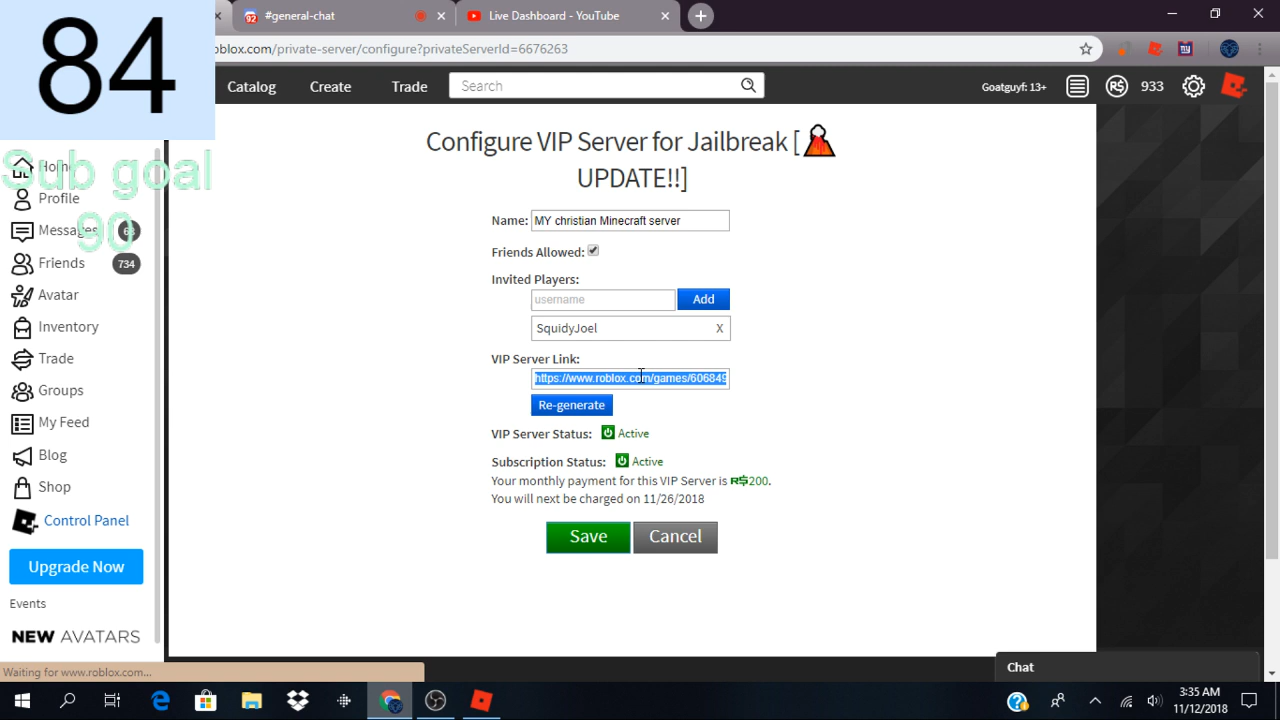 84
Sub goal
90
92
#general-chat
Live Dashboard - YouTube
oblox.com/private-server/configure?privateServerId=6676263
Catalog
Create
Trade
Search
Goatguyf: 13+
R$
933
Home
Profile
Messages
Friends
734
Avatar
Inventory
Trade
Groups
My Feed
Blog
Shop
Control Panel
Upgrade Now
Events
NEW AVATARS
Configure VIP Server for Jailbreak [🌋
UPDATE!!]
Name: MY christian Minecraft server
Friends Allowed:
Invited Players:
username
Add
SquidyJoel
X
VIP Server Link:
https://www.roblox.com/games/606849
Re-generate
VIP Server Status: Active
Subscription Status: Active
Your monthly payment for this VIP Server is R$200.
You will next be charged on 11/26/2018
Save
Cancel
Waiting for www.roblox.com...
Chat
3:35 AM
11/12/2018